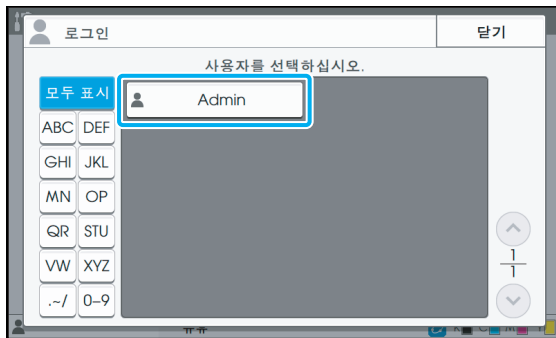 로그인
닫기
사용자를 선택하십시오.
모두 표시
Admin
ABC DEF
GHI JKL
MN OP
QR STU
VW XYZ
1
1
.~/ 0–9